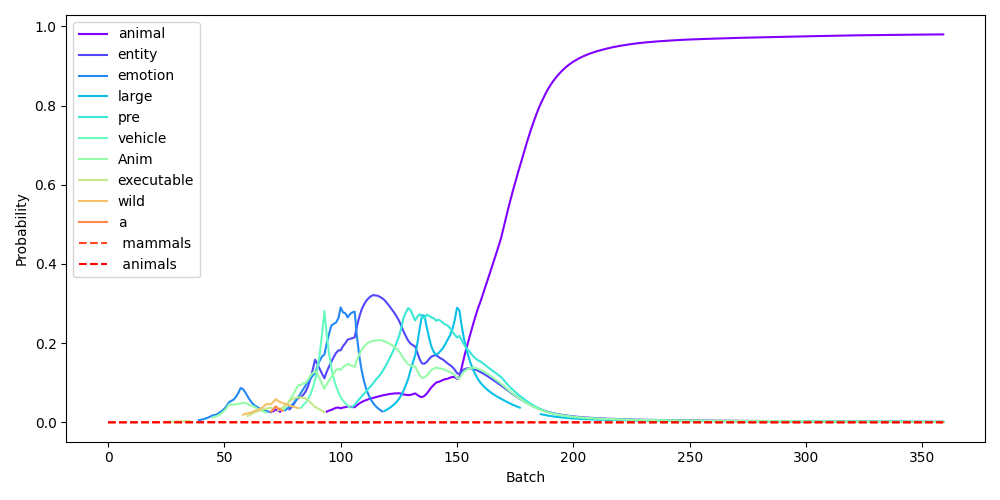 1.0
0.8
0.6
0.4
0.2
0.0
Probability
animal
entity
emotion
large
pre
vehicle
Anim
executable
wild
a
mammals
animals
0 50 100 150 200 250 300 350
Batch